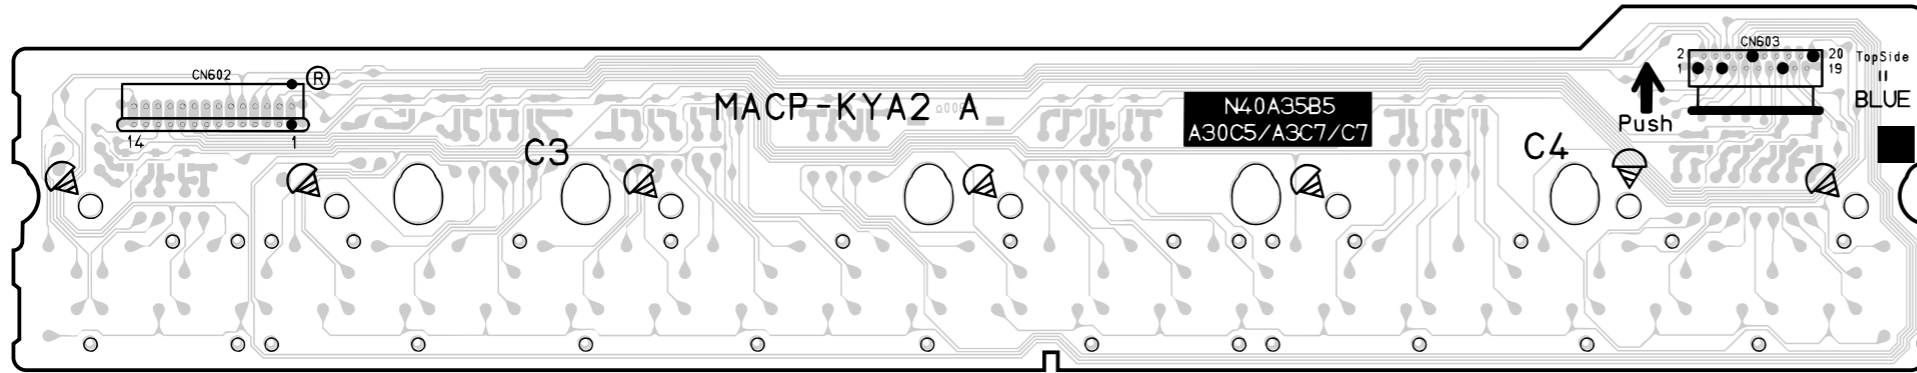 CN602
®
14 1
C3
MACP-KYA2 A
N40A35B5
A30C5/A3C7/C7
C4
Push
CN603
2 20
1 19
TopSide
=
BLUE